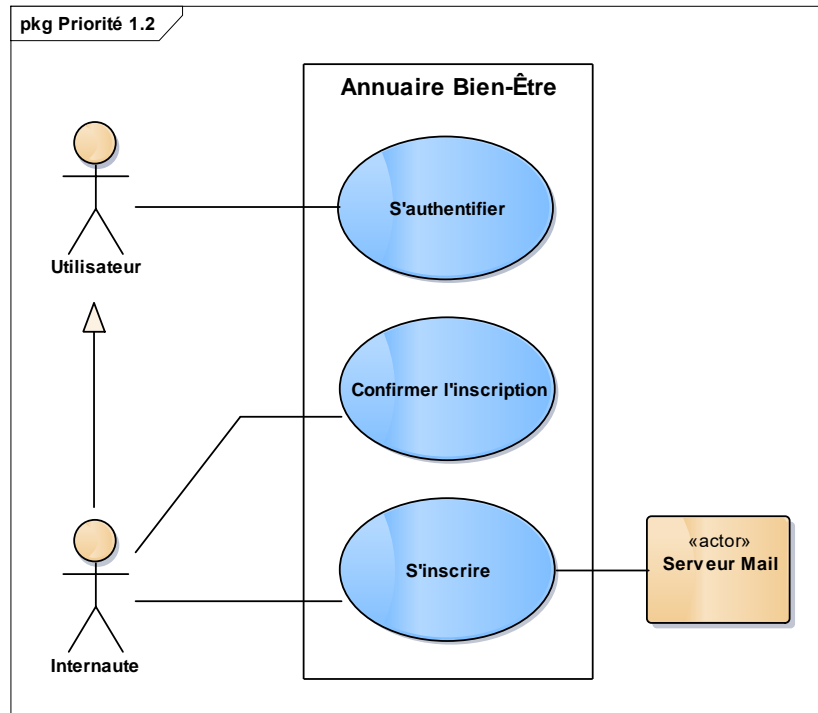 pkg Priorité 1.2
Annuaire Bien-Être
S'authentifier
Utilisateur
Confirmer l'inscription
S'inscrire
«actor»
Serveur Mail
Internaute